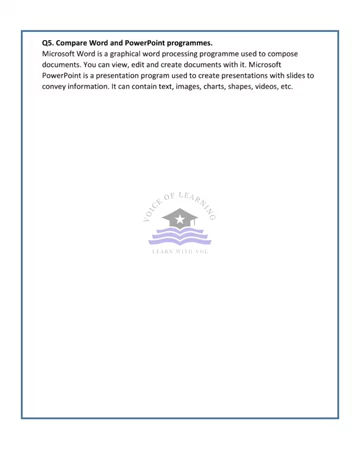 Q5. Compare Word and PowerPoint programmes.
Microsoft Word is a graphical word processing programme used to compose
documents. You can view, edit and create documents with it. Microsoft
PowerPoint is a presentation program used to create presentations with slides to
convey information. It can contain text, images, charts, shapes, videos, etc.
VOICE OF LEARNING
LEARN WITH VOL